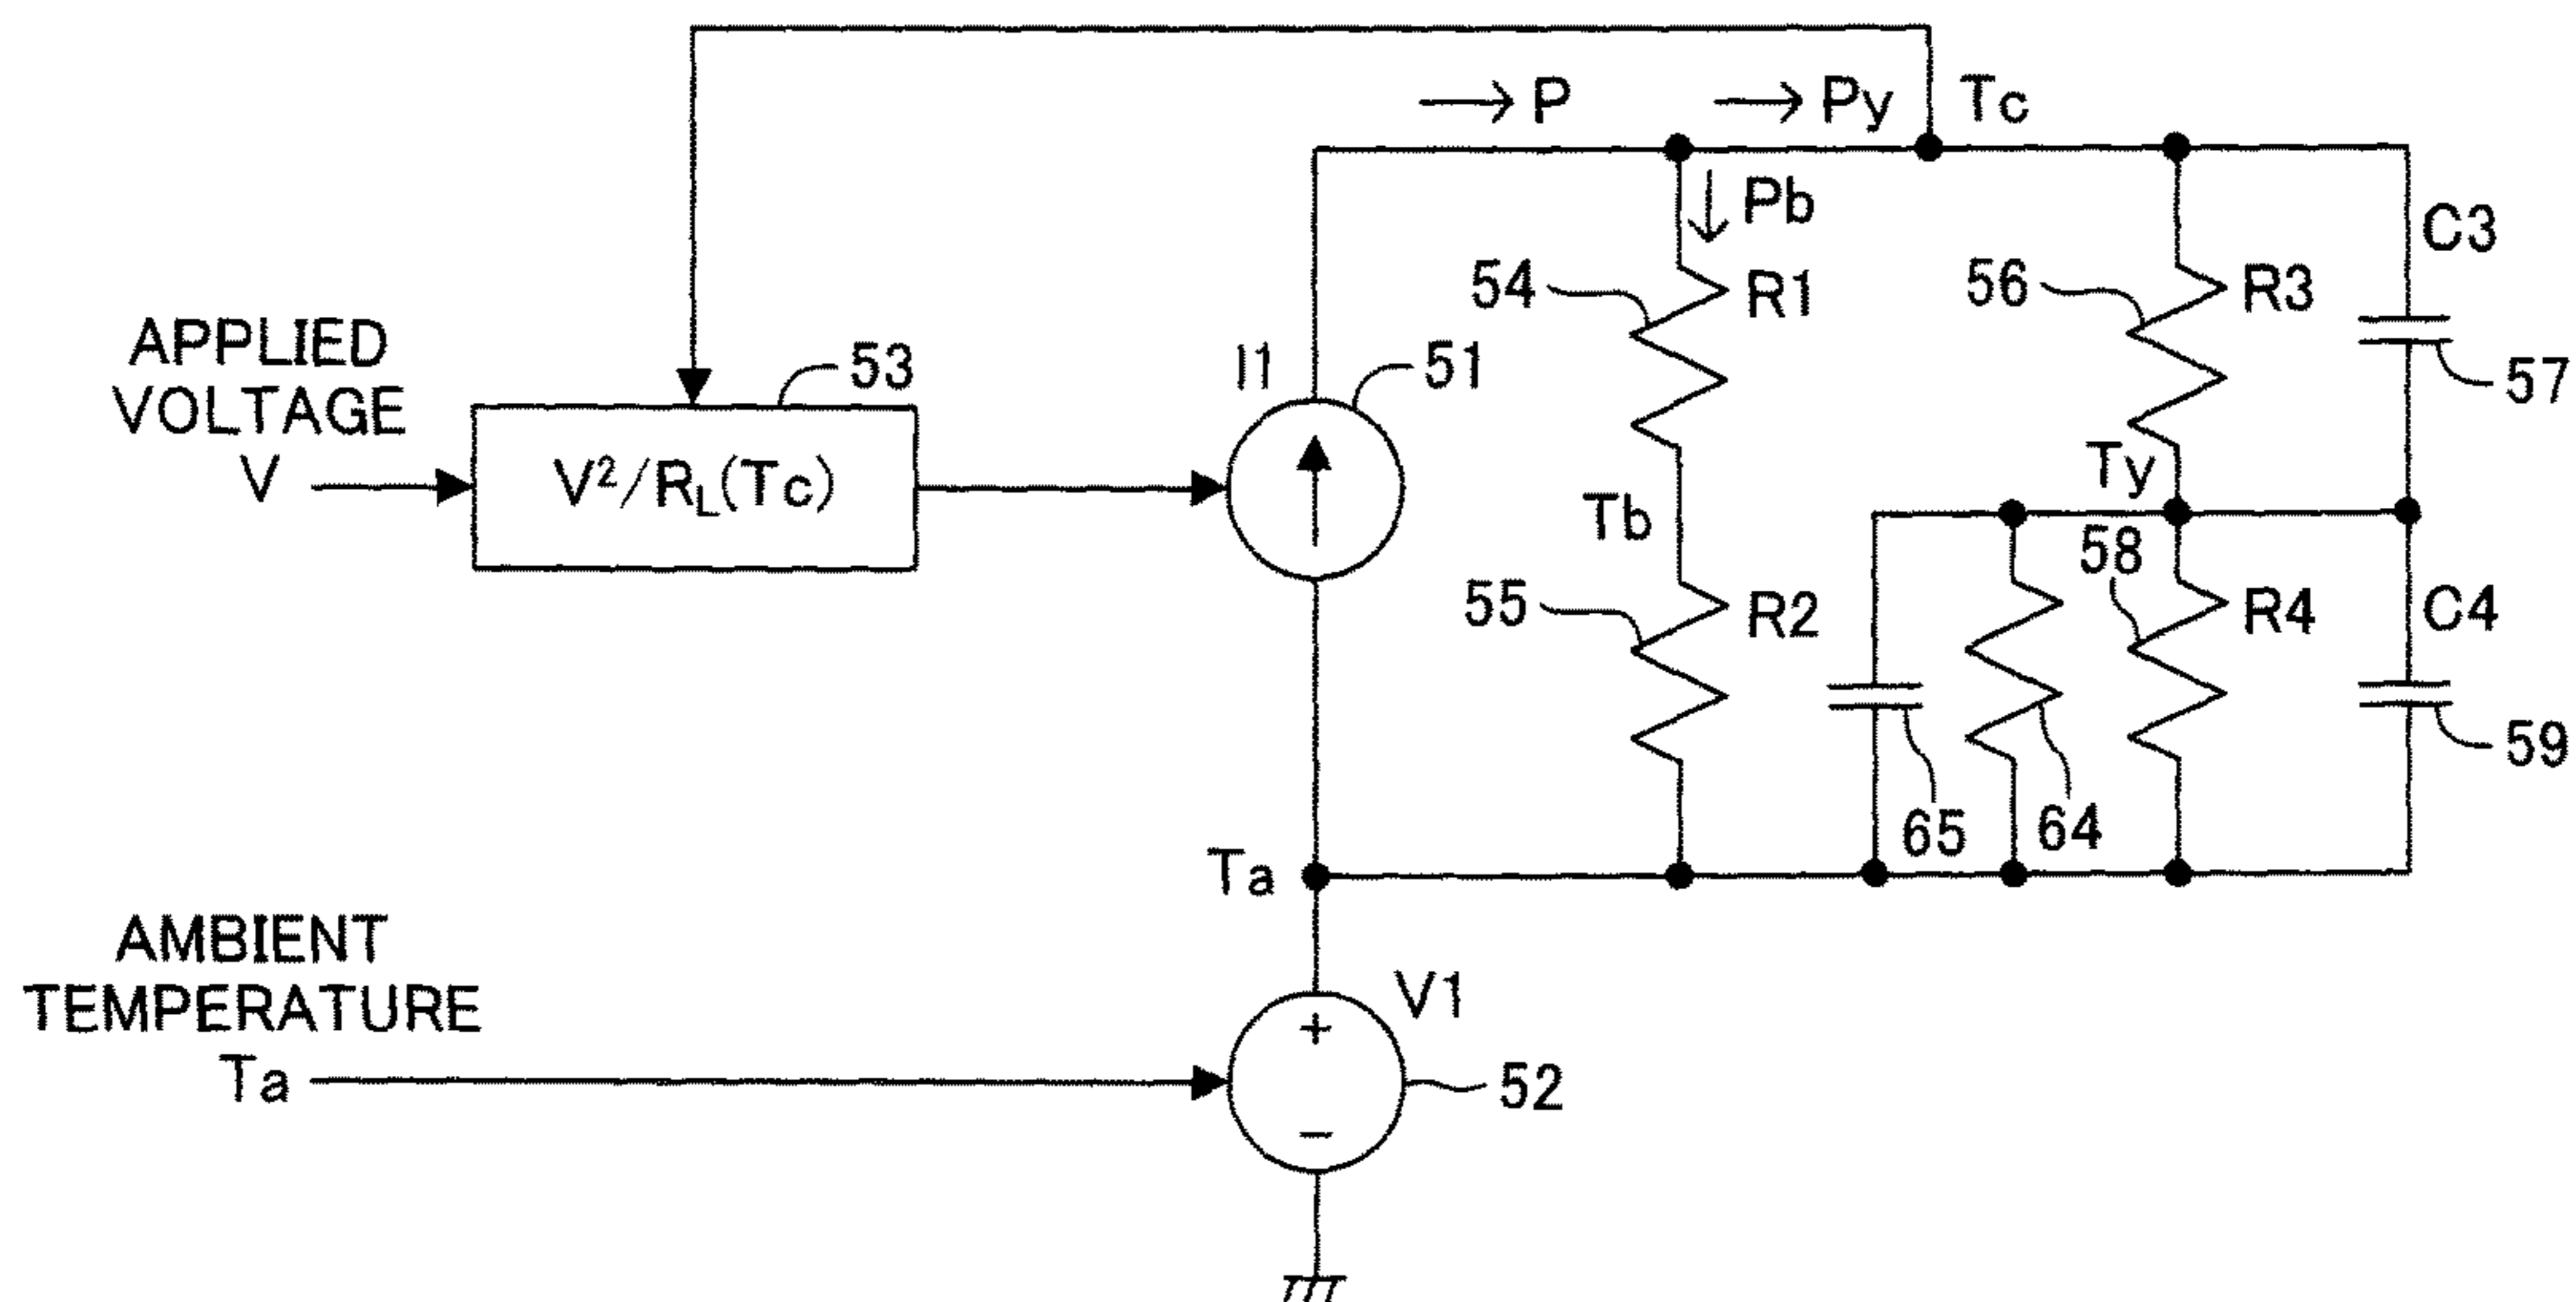 P
Py
Tc
Pb
C3
54
R1
56
R3
APPLIED
VOLTAGE
V
53
I1
51
57
V²/R_L(Tc)
Ty
Tb
58
55
R2
R4
C4
59
65
64
Ta
AMBIENT
TEMPERATURE
Ta
V1
+
−
52